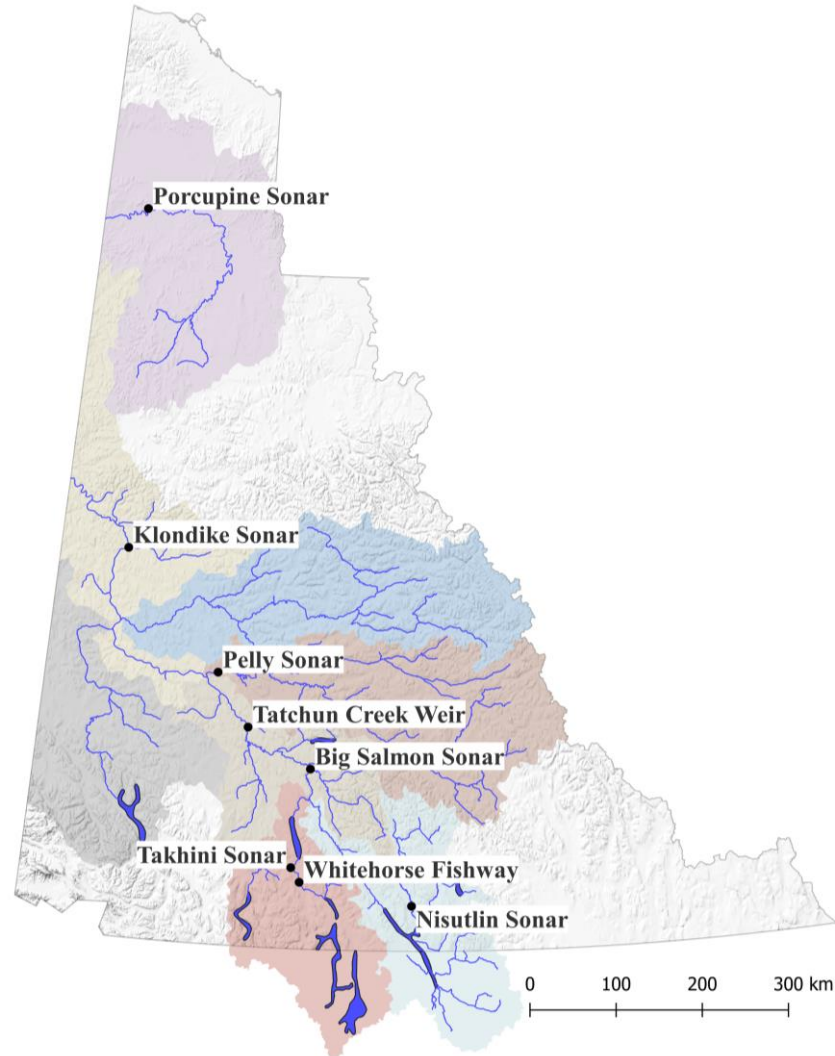 Porcupine Sonar
Klondike Sonar
Pelly Sonar
Tatchun Creek Weir
Big Salmon Sonar
Takhini Sonar
Whitehorse Fishway
Nisutlin Sonar
0 100 200 300 km